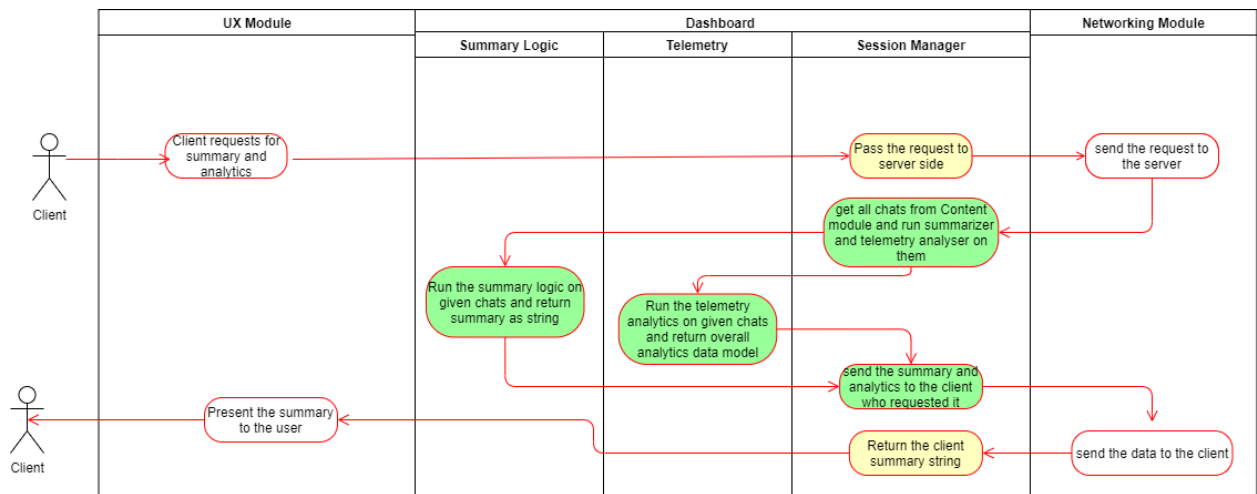 UX Module
Dashboard
Networking Module
Summary Logic
Telemetry
Session Manager
Client requests for
summary and
analytics
Pass the request to
server side
send the request to
the server
Client
get all chats from Content
module and run summarizer
and telemetry analyser on
them
Run the summary logic on
given chats and return
summary as string
Run the telemetry
analytics on given chats
and return overall
analytics data model
send the summary and
analytics to the client
who requested it
Present the summary
to the user
Return the client
summary string
send the data to the client
Client